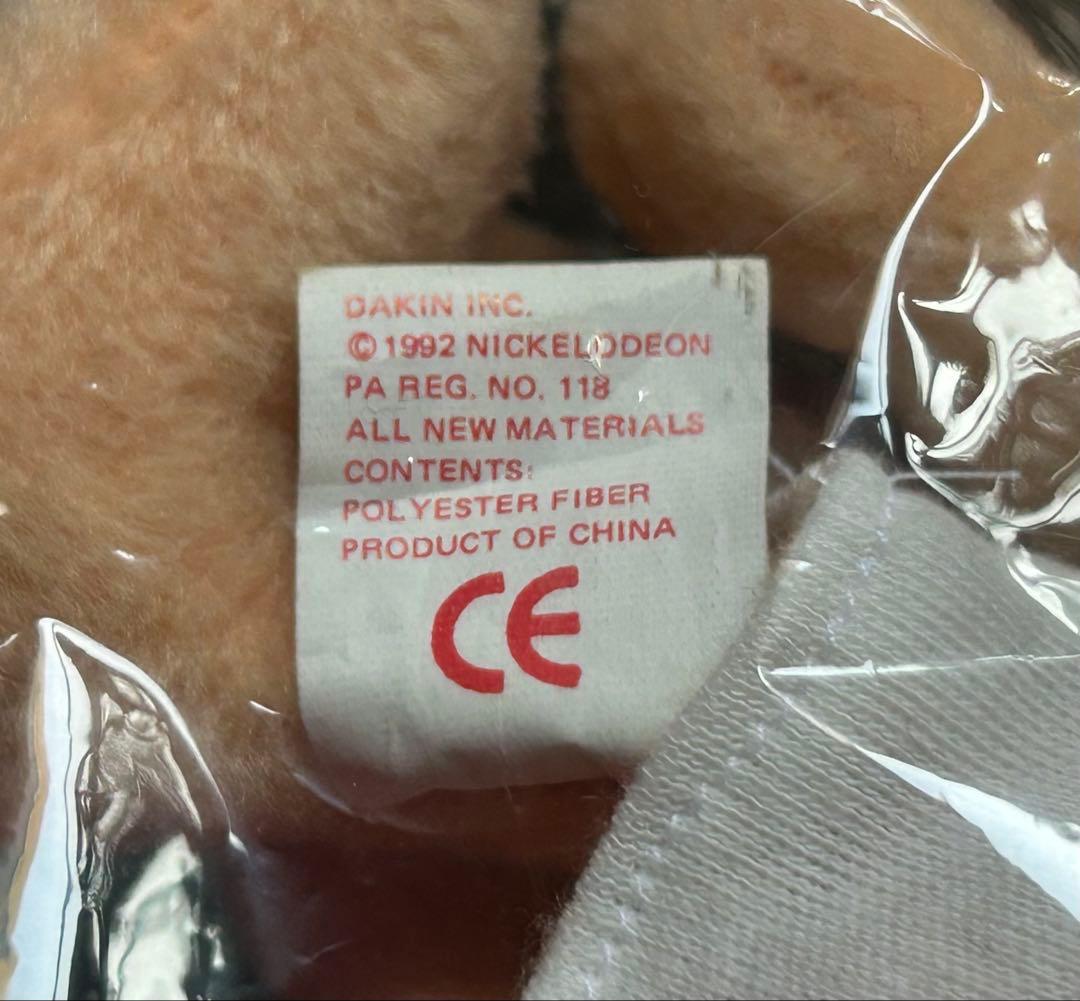 DAKIN INC.
© 1992 NICKELODEON
PA REG. NO. 118
ALL NEW MATERIALS
CONTENTS:
POLYESTER FIBER
PRODUCT OF CHINA
CE